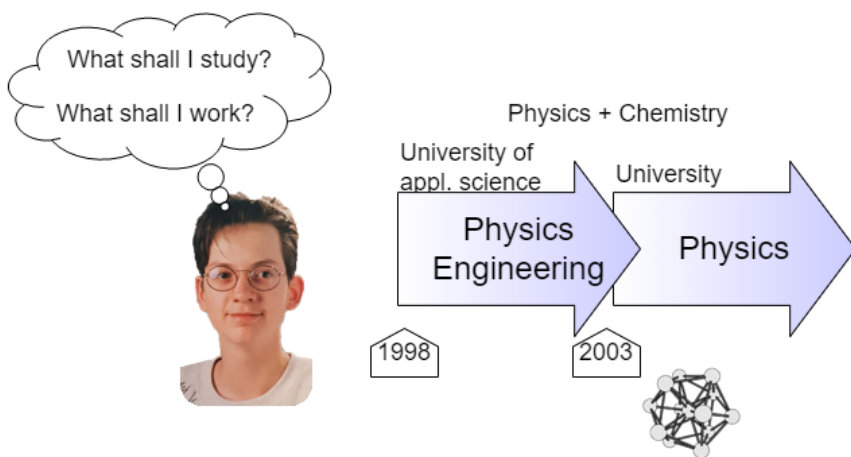 What shall I study?
What shall I work?
Physics + Chemistry
University of
appl. science
University
Physics
Engineering
Physics
1998
2003